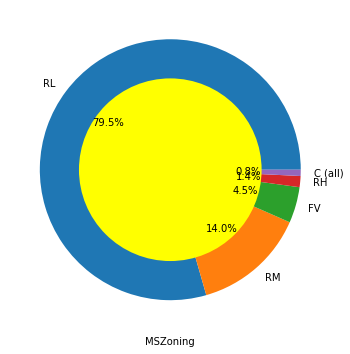 RL
79.5%
0.8%
C (all)
1.4%
RH
4.5%
FV
14.0%
RM
MSZoning